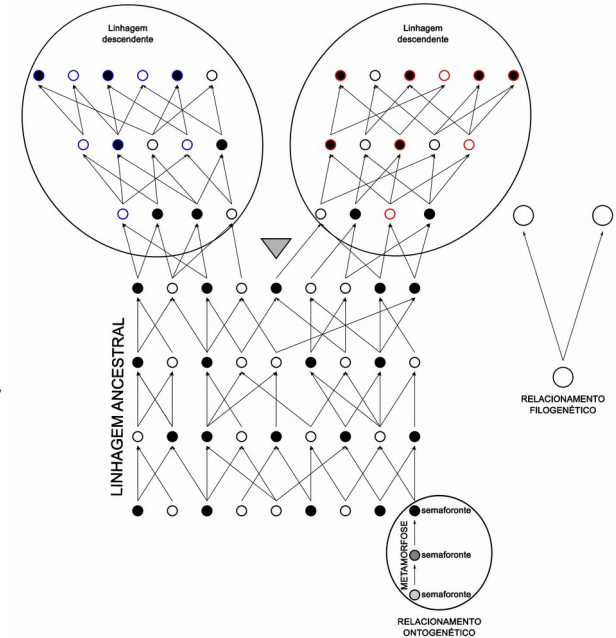 Linhagem
descendente
Linhagem
descendente
LINHAGEM ANCESTRAL
RELACIONAMENTO
FILOGENÉTICO
semaforonte
METAMORFOSE
semaforonte
semaforonte
RELACIONAMENTO
ONTOGENÉTICO